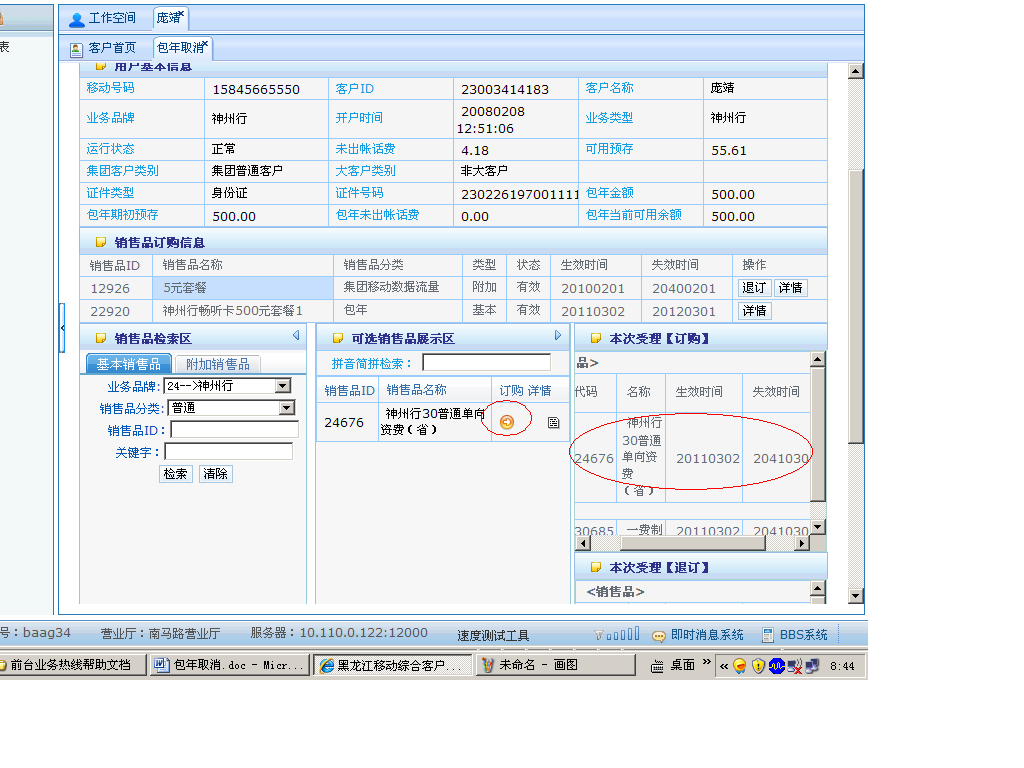 表
工作空间
庞渚
客户首页
包年取消
用户基本信息
移动号码 15845665550 客户ID 23003414183 客户名称 庞渚
业务品牌 神州行 开户时间 20080208 12:51:06 业务类型 神州行
运行状态 正常 未出帐话费 4.18 可用预存 55.61
集团客户类别 集团普通客户 大客户类别 非大客户
证件类型 身份证 证件号码 230226197001111 包年金额 500.00
包年期初预存 500.00 包年未出帐话费 0.00 包年当前可用余额 500.00
销售品订购信息
销售品ID 销售品名称 销售品分类 类型 状态 生效时间 失效时间 操作
12926 5元套餐 集团移动数据流量 附加 有效 20100201 20400201 退订 详情
22920 神州行畅听卡500元套餐1 包年 基本 有效 20110302 20120301 详情
销售品检索区
基本销售品 附加销售品
业务品牌: 24-->神州行
销售品分类: 普通
销售品ID:
关键字:
检索 清除
可选销售品展示区
拼音简拼检索:
销售品ID 销售品名称 订购 详情
24676 神州行30普通单向资费(省)
本次受理【订购】
品>
代码 名称 生效时间 失效时间
24676 神州行30普通单向资费(省) 20110302 2041030
30685 一费制 20110302 2041030
本次受理【退订】
<销售品>
号:baag34 营业厅:南马路营业厅 服务器:10.110.0.122:12000 速度测试工具 即时消息系统 BBS系统
前台业务热线帮助文档 包年取消.doc - Micr... 黑龙江移动综合客户... 未命名 - 画图 桌面 » « 8:44